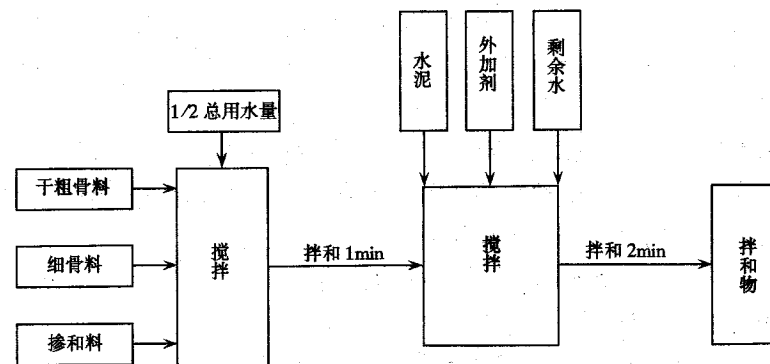 水泥
外加剂
剩余水
1/2 总用水量
干粗骨料
细骨料
掺和料
搅拌
拌和 1min
搅拌
拌和 2min
拌和物